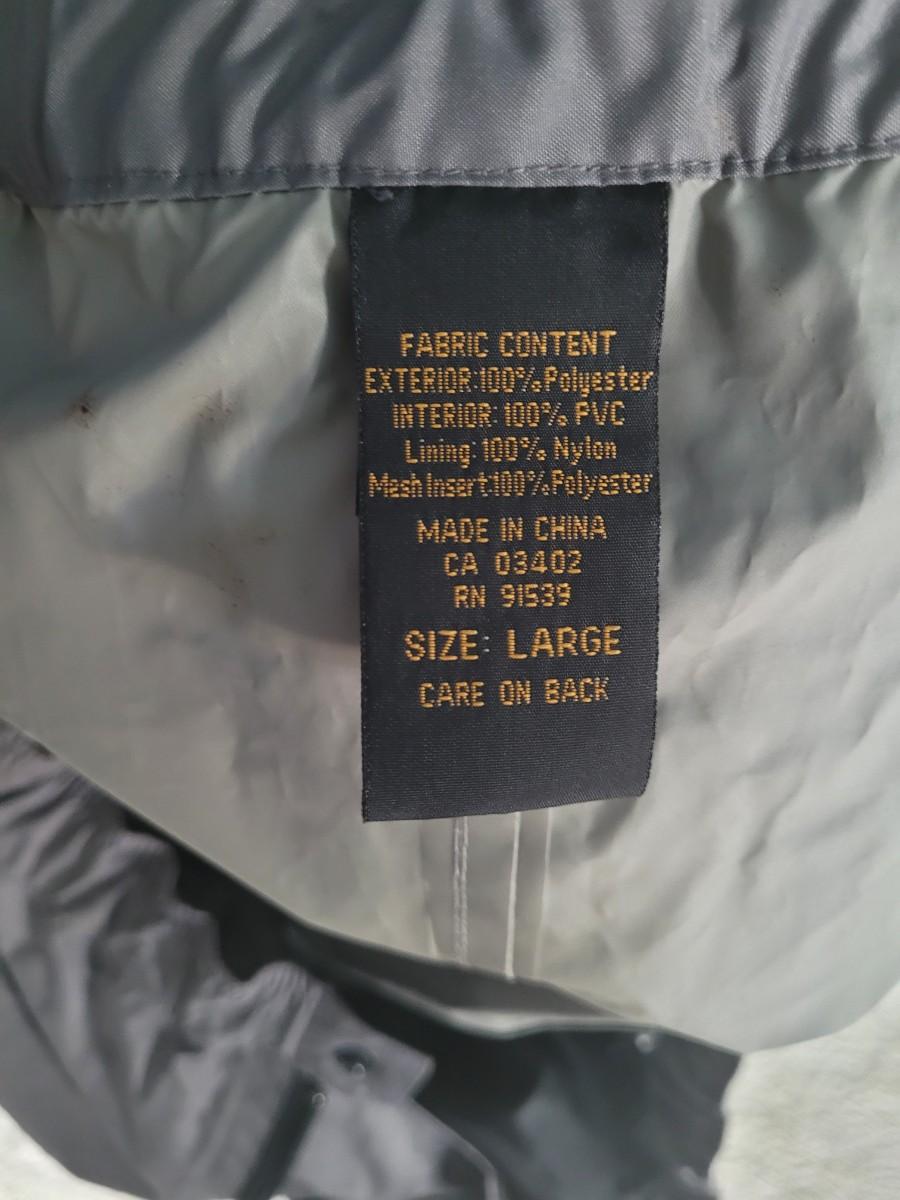 FABRIC CONTENT
EXTERIOR:100% Polyester
INTERIOR: 100% PVC
Lining: 100% Nylon
Mesh Insert:100%Polyester
MADE IN CHINA
CA 03402
RN 91539
SIZE: LARGE
CARE ON BACK